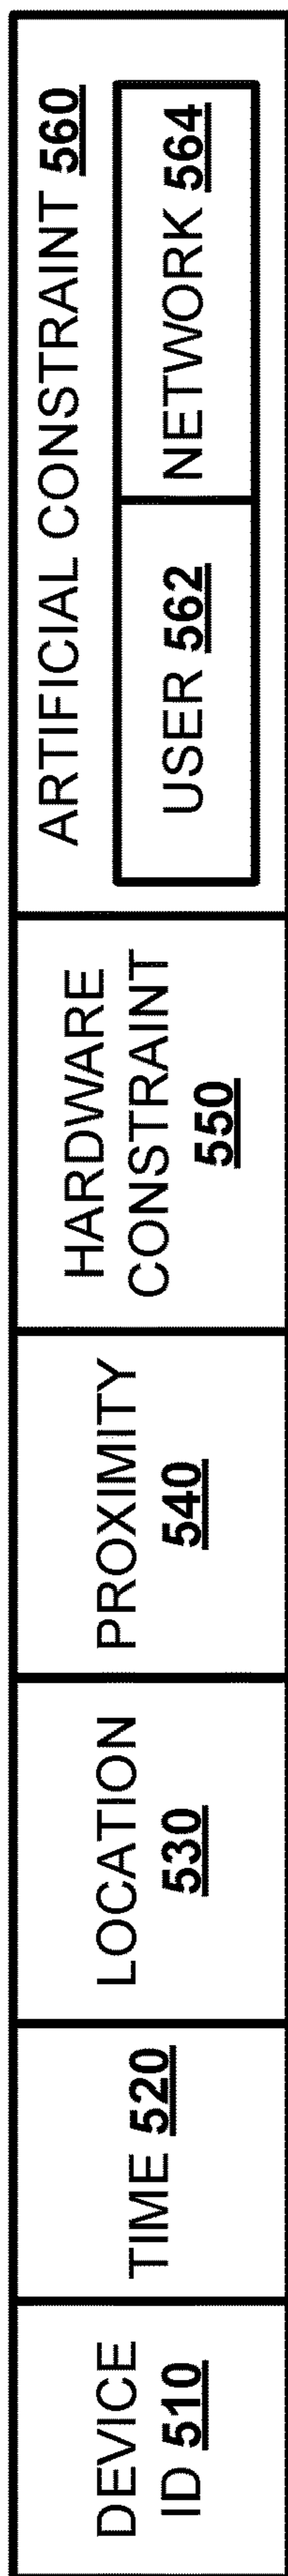 DEVICE
ID 510
TIME 520
LOCATION
530
PROXIMITY
540
HARDWARE
CONSTRAINT
550
ARTIFICIAL CONSTRAINT 560
USER 562
NETWORK 564